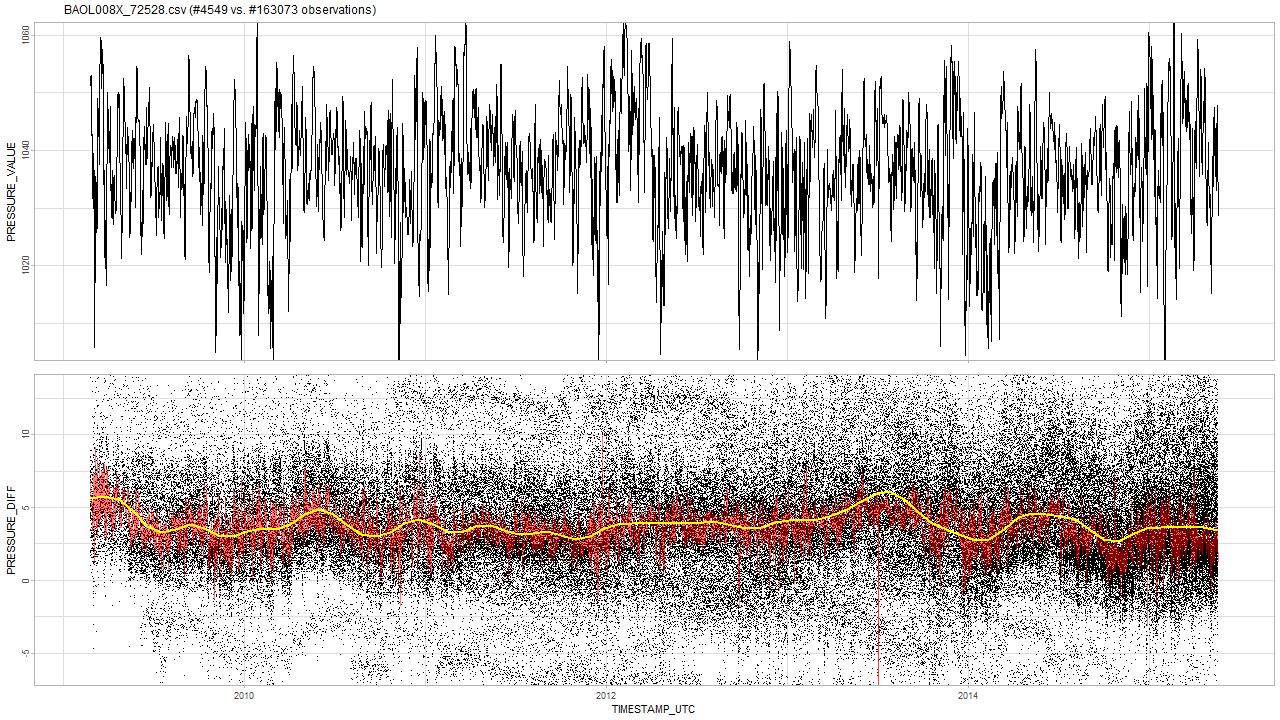 BAOL008X_72528.csv (#4549 vs. #163073 observations)
PRESSURE_VALUE
1060
1040
1020
PRESSURE_DIFF
10
5
0
-5
2010
2012
2014
TIMESTAMP_UTC